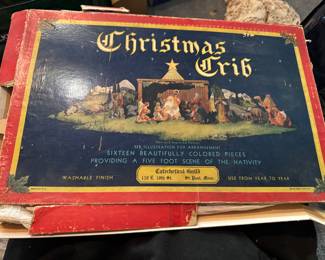 Christmas
Crib
SEE ILLUSTRATION FOR ARRANGEMENT
SIXTEEN BEAUTIFULLY COLORED PIECES
PROVIDING A FIVE FOOT SCENE OF THE NATIVITY
Catechetical Guild
WASHABLE FINISH
St. Paul, Minn.
USE FROM YEAR TO YEAR